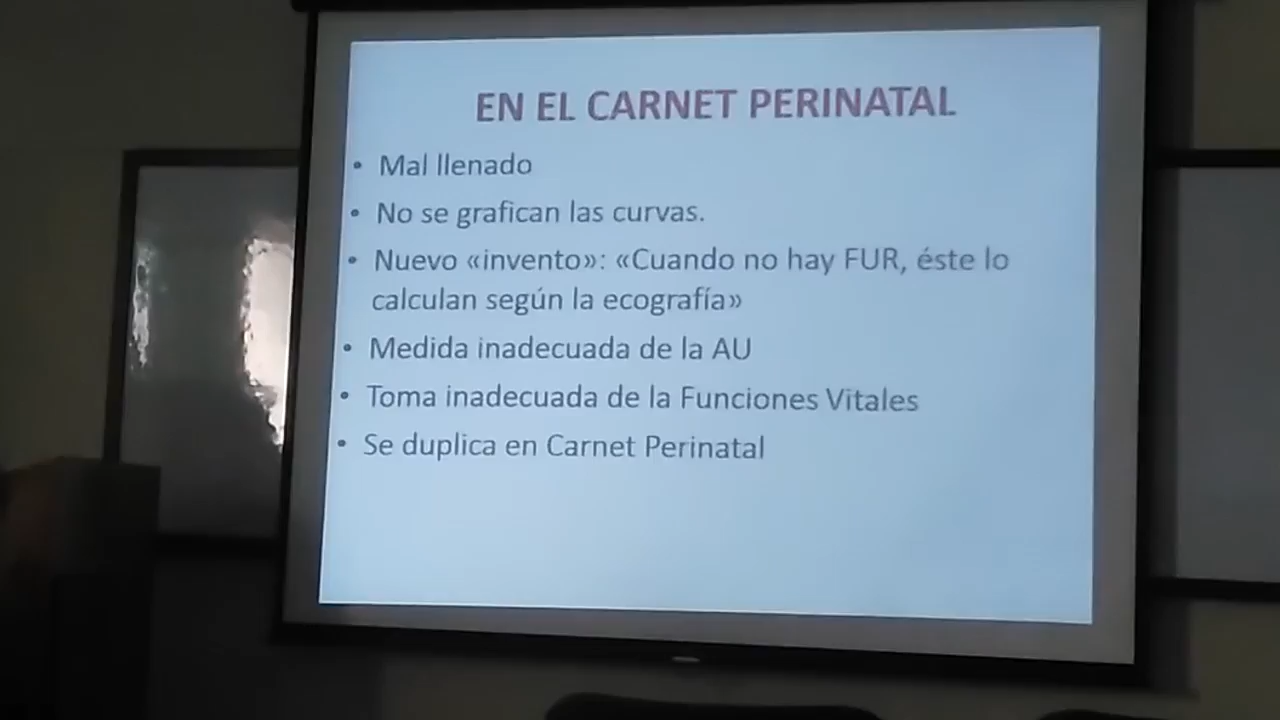 EN EL CARNET PERINATAL
• Mal llenado
• No se grafican las curvas.
• Nuevo «invento»: «Cuando no hay FUR, éste lo
calculan según la ecografía»
• Medida inadecuada de la AU
• Toma inadecuada de la Funciones Vitales
• Se duplica en Carnet Perinatal